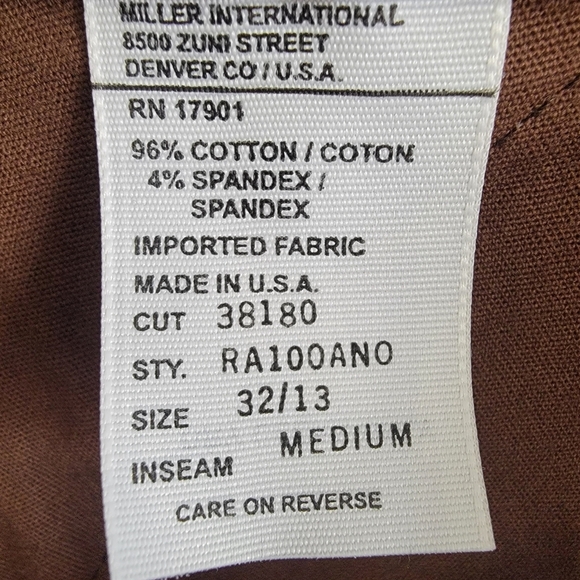 MILLER INTERNATIONAL
8500 ZUNI STREET
DENVER CO / U.S.A.
RN 17901
96% COTTON / COTON
4% SPANDEX /
SPANDEX
IMPORTED FABRIC
MADE IN U.S.A.
CUT 38180
STY. RA100ANO
SIZE 32/13
INSEAM MEDIUM
CARE ON REVERSE